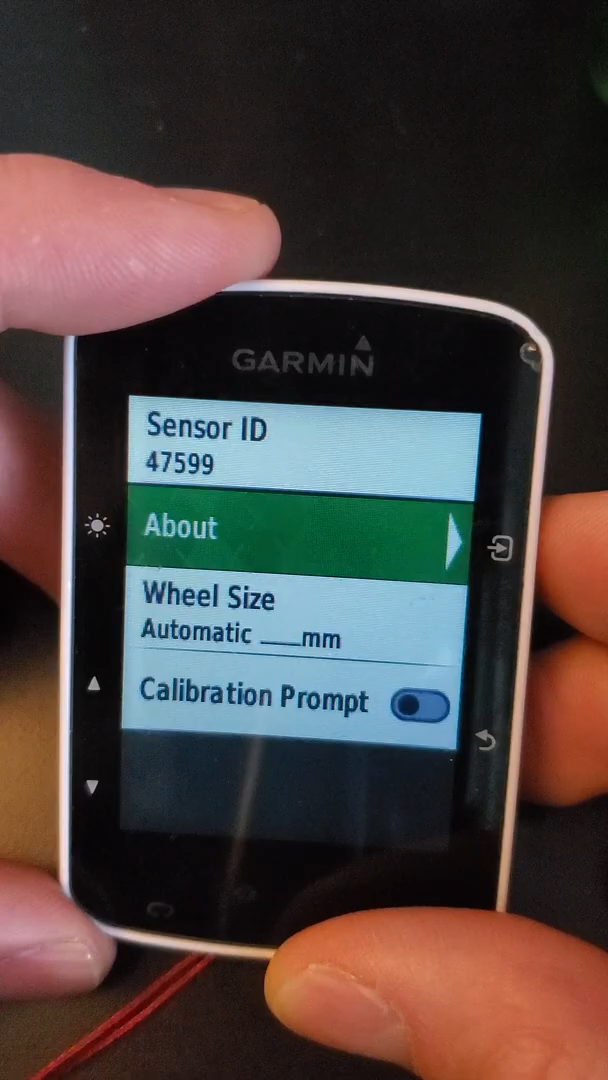 GARMIN
Sensor ID
47599
About
Wheel Size
Automatic ___mm
Calibration Prompt